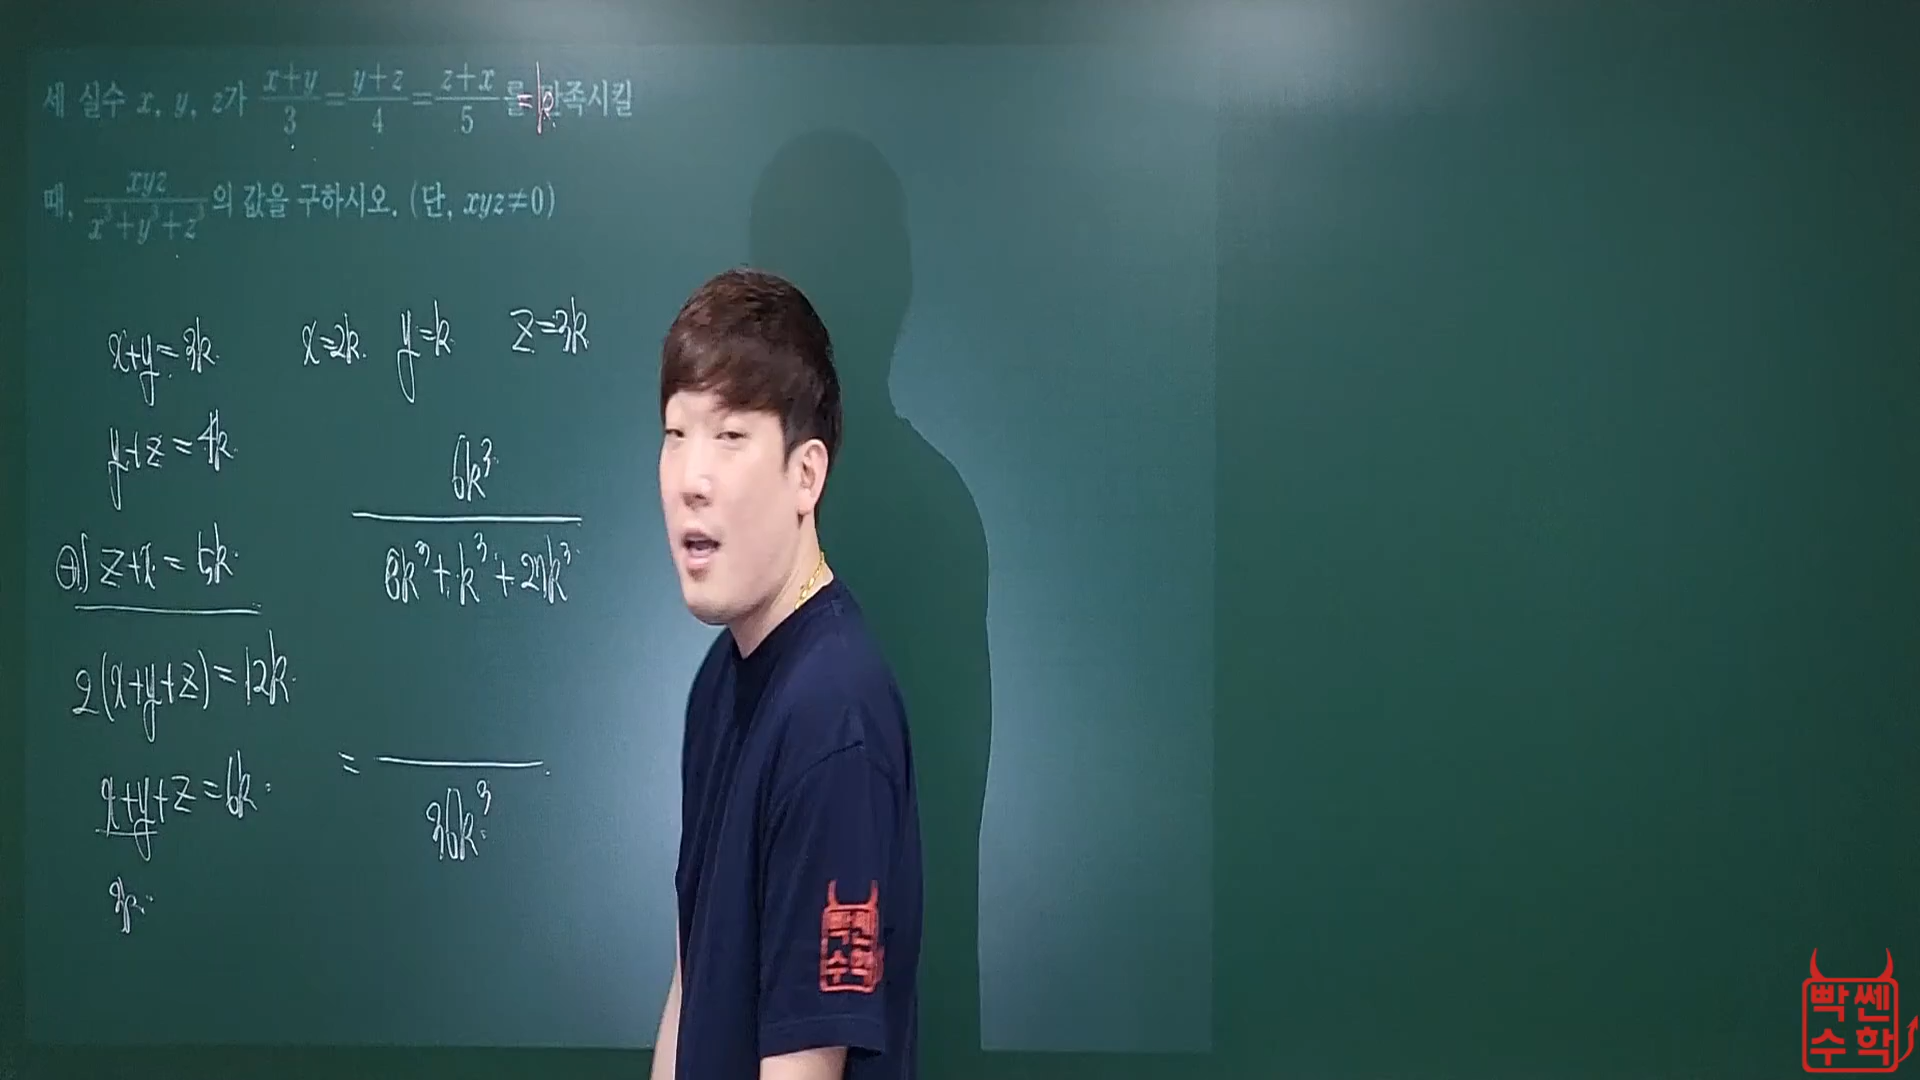 세 실수 x, y, z가 (x+y)/3 = (y+z)/4 = (z+x)/5 를 만족시킬 =k
때, xyz/(x³+y³+z³) 의 값을 구하시오. (단, xyz≠0)
x+y=3k
y+z=4k
+) z+x=5k
2(x+y+z)=12k
x+y+z=6k
3k
x=2k y=k z=3k
6k³
8k³+k³+27k³
=
36k³
빡쎈
수학
빡쎈
수학